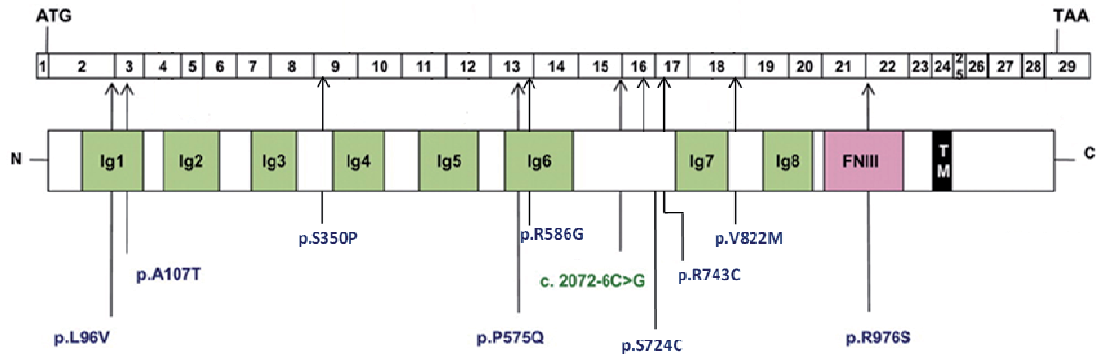 ATG TAA
1 2 3 4 5 6 7 8 9 10 11 12 13 14 15 16 17 18 19 20 21 22 23 24 25 26 27 28 29
N Ig1 Ig2 Ig3 Ig4 Ig5 Ig6 Ig7 Ig8 FNIII TM C
p.S350P p.R586G p.V822M
p.A107T c. 2072-6C>G p.R743C
p.L96V p.P575Q p.S724C p.R976S